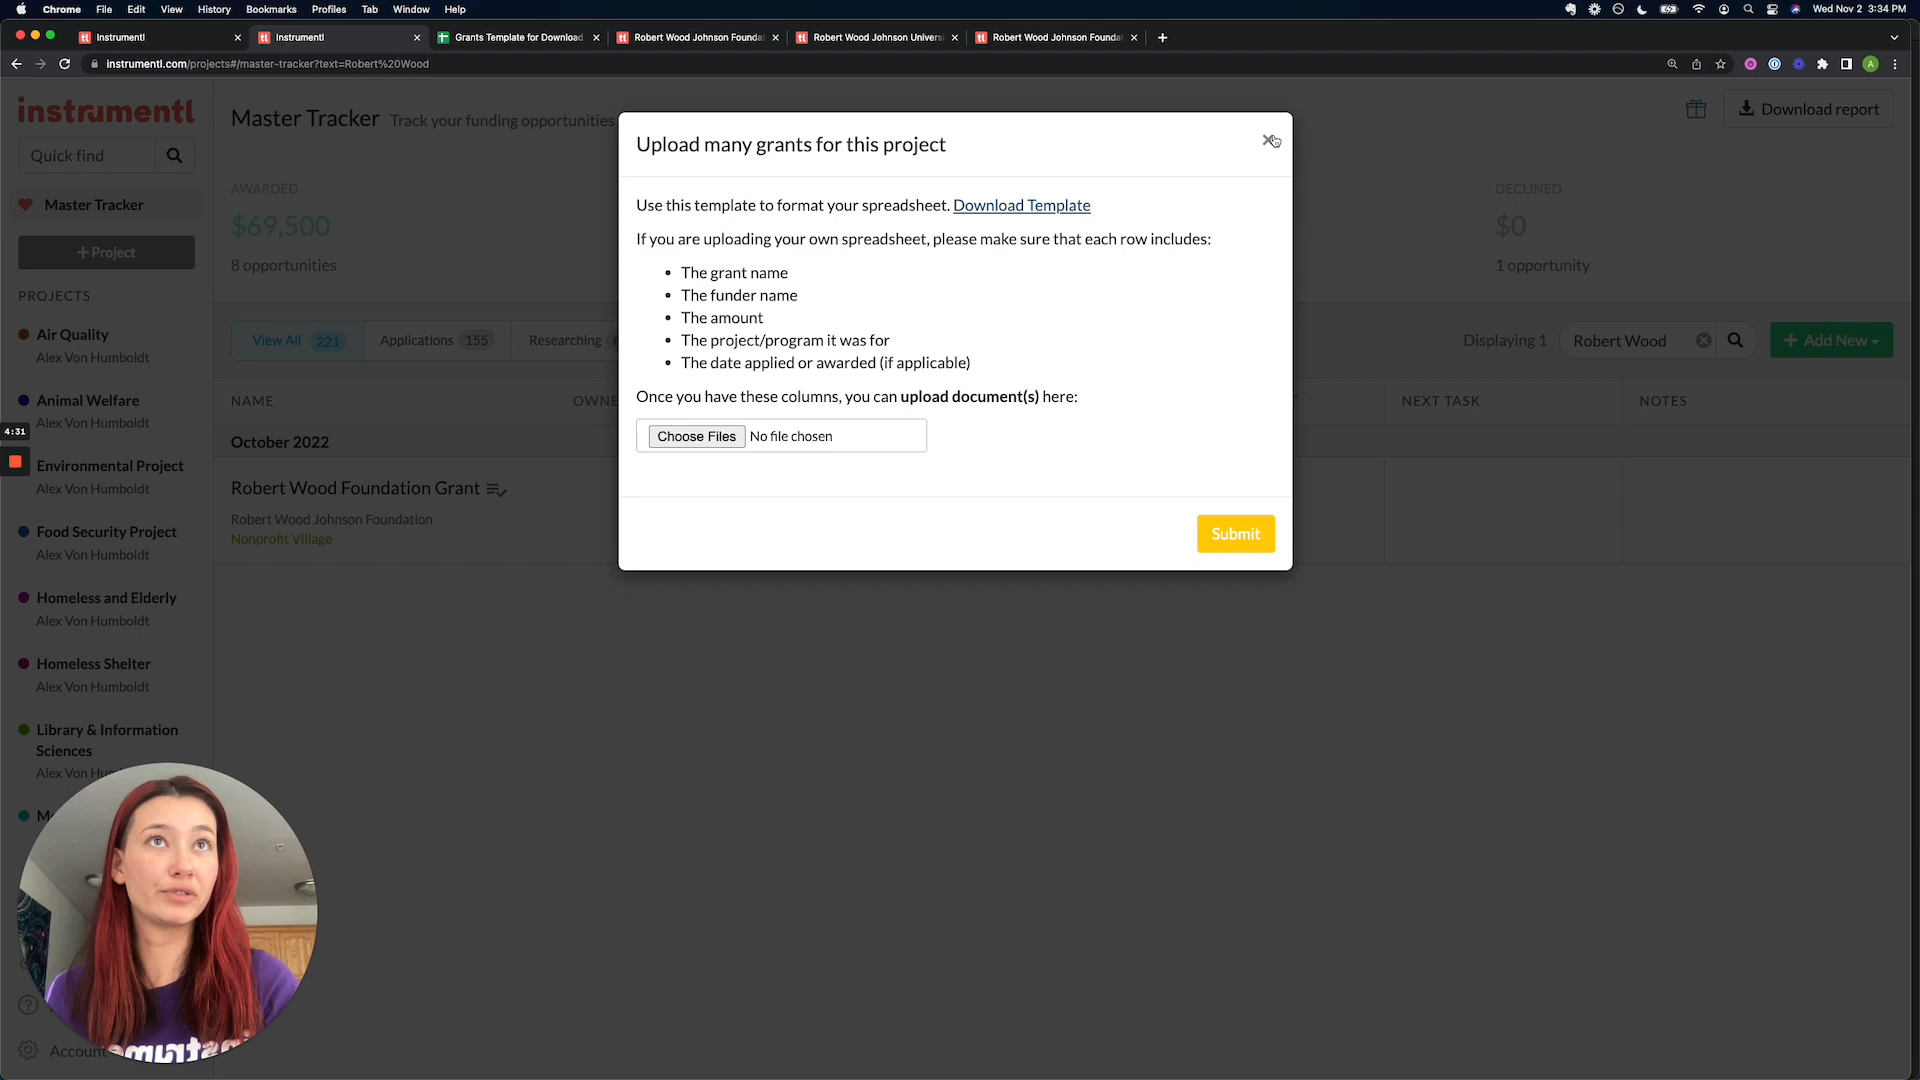 Chrome File Edit View History Bookmarks Profiles Tab Window Help Wed Nov 2 3:34 PM
Instrumentl Instrumentl Grants Template for Download Robert Wood Johnson Founda Robert Wood Johnson Univers Robert Wood Johnson Founda
instrumentl.com/projects#/master-tracker?text=Robert%20Wood A
instrumentl
Quick find
Master Tracker
+ Project
PROJECTS
Air Quality
Alex Von Humboldt
Animal Welfare
Alex Von Humboldt
4:31
Environmental Project
Alex Von Humboldt
Food Security Project
Alex Von Humboldt
Homeless and Elderly
Alex Von Humboldt
Homeless Shelter
Alex Von Humboldt
Library & Information
Sciences
Alex Von
Account
Master Tracker Track your funding opportunities
Download report
AWARDED
$69,500
8 opportunities
DECLINED
$0
1 opportunity
View All 221 Applications 155 Researching
Displaying 1 Robert Wood + Add New
NAME OWNE NEXT TASK NOTES
October 2022
Robert Wood Foundation Grant
Robert Wood Johnson Foundation
Nonprofit Village
Upload many grants for this project
Use this template to format your spreadsheet. Download Template
If you are uploading your own spreadsheet, please make sure that each row includes:
• The grant name
• The funder name
• The amount
• The project/program it was for
• The date applied or awarded (if applicable)
Once you have these columns, you can upload document(s) here:
Choose Files No file chosen
Submit